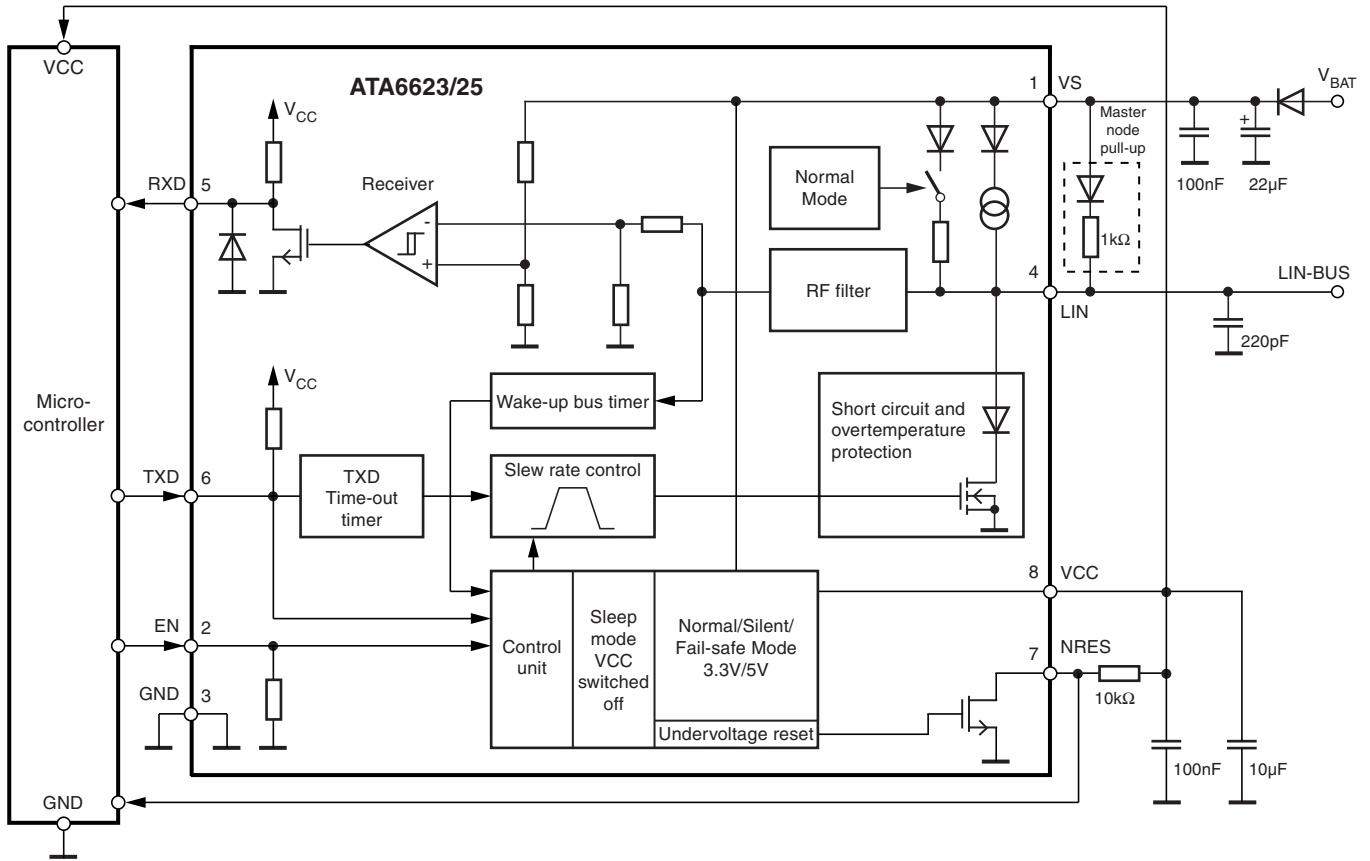 VCC
ATA6623/25
1
VS
V_BAT
Master
node
pull-up
+
100nF
22μF
V_CC
RXD
5
Receiver
-
+
Normal
Mode
1kΩ
RF filter
4
LIN
LIN-BUS
220pF
V_CC
Micro-
controller
Wake-up bus timer
Short circuit and
overtemperature
protection
TXD
6
TXD
Time-out
timer
Slew rate control
8
VCC
EN
2
Control
unit
Sleep
mode
VCC
switched
off
Normal/Silent/
Fail-safe Mode
3.3V/5V
7
NRES
10kΩ
GND
3
Undervoltage reset
100nF
10μF
GND